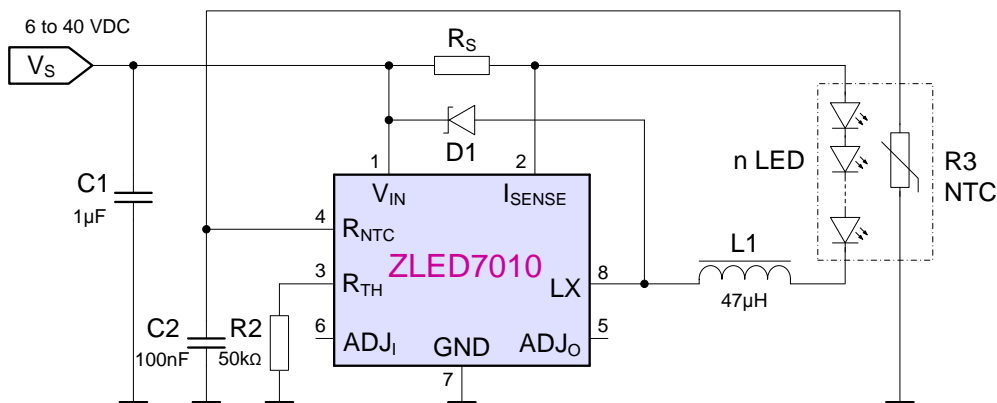 6 to 40 VDC
VS
RS
D1
1
2
n LED
R3
NTC
C1
1µF
VIN
ISENSE
4
RNTC
ZLED7010
L1
47µH
3
RTH
LX
8
C2
100nF
R2
50kΩ
6
ADJI
GND
7
ADJO
5